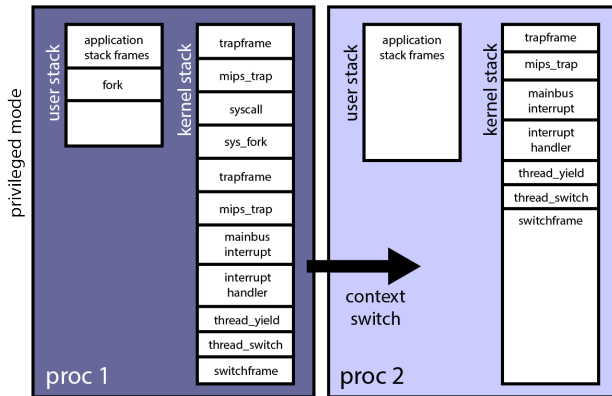 privileged mode
user stack
application
stack frames
fork
kernel stack
trapframe
mips_trap
syscall
sys_fork
trapframe
mips_trap
mainbus
interrupt
interrupt
handler
thread_yield
thread_switch
switchframe
proc 1
context
switch
user stack
application
stack frames
kernel stack
trapframe
mips_trap
mainbus
interrupt
interrupt
handler
thread_yield
thread_switch
switchframe
proc 2